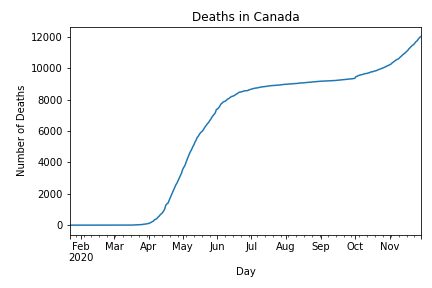 Deaths in Canada
12000
10000
8000
6000
4000
2000
0
Number of Deaths
Feb Mar Apr May Jun Jul Aug Sep Oct Nov
2020
Day